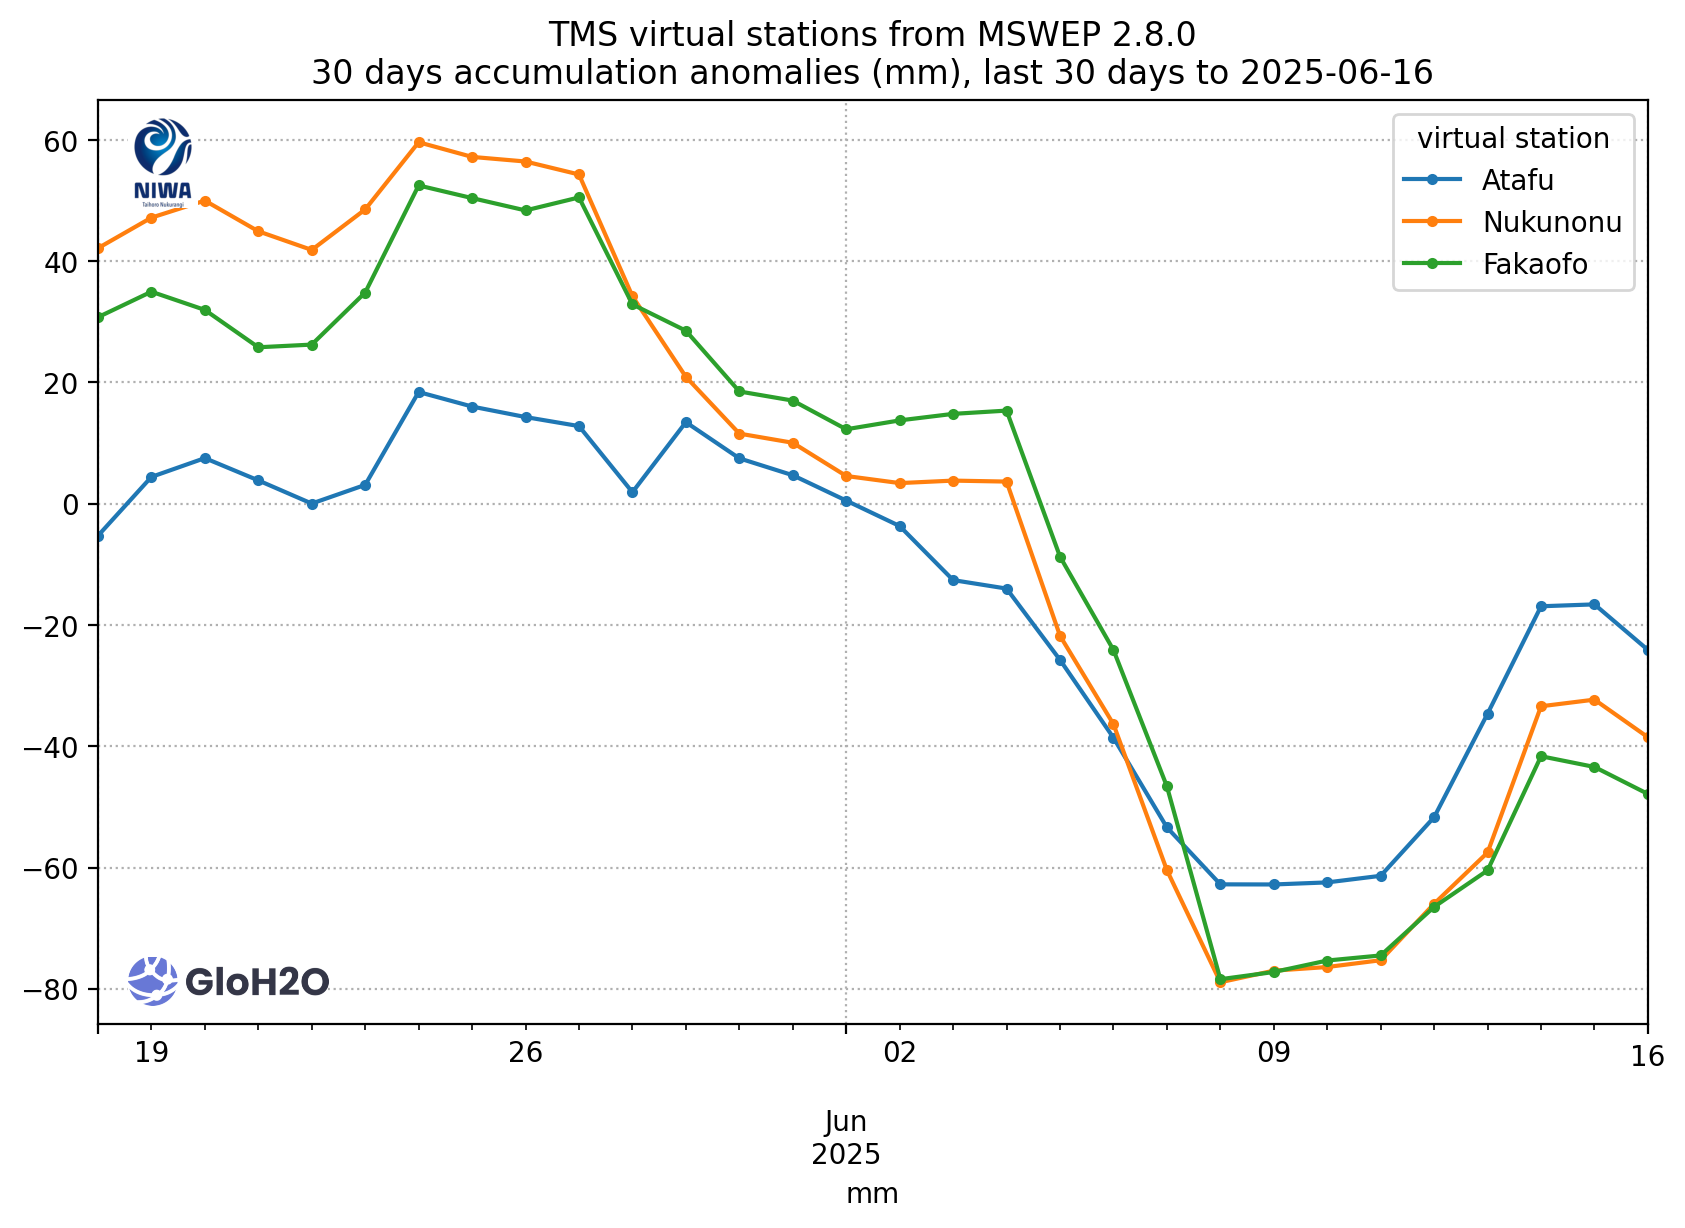 TMS virtual stations from MSWEP 2.8.0
30 days accumulation anomalies (mm), last 30 days to 2025-06-16
NIWA
Taihoro Nukurangi
virtual station
Atafu
Nukunonu
Fakaofo
60
40
20
0
−20
−40
−60
−80
GloH2O
19
26
02
09
16
Jun
2025
mm